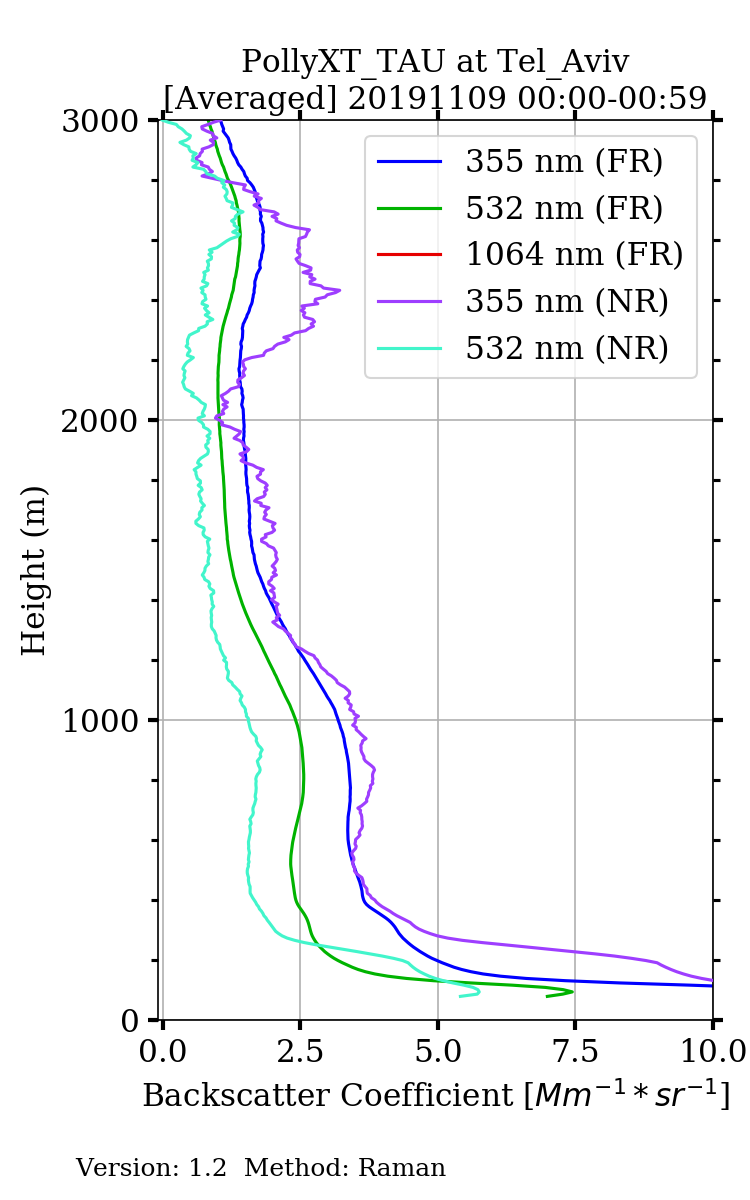 PollyXT_TAU at Tel_Aviv
[Averaged] 20191109 00:00-00:59
3000
2000
1000
0
Height (m)
355 nm (FR)
532 nm (FR)
1064 nm (FR)
355 nm (NR)
532 nm (NR)
0.0 2.5 5.0 7.5 10.0
Backscatter Coefficient [Mm⁻¹ * sr⁻¹]
Version: 1.2  Method: Raman